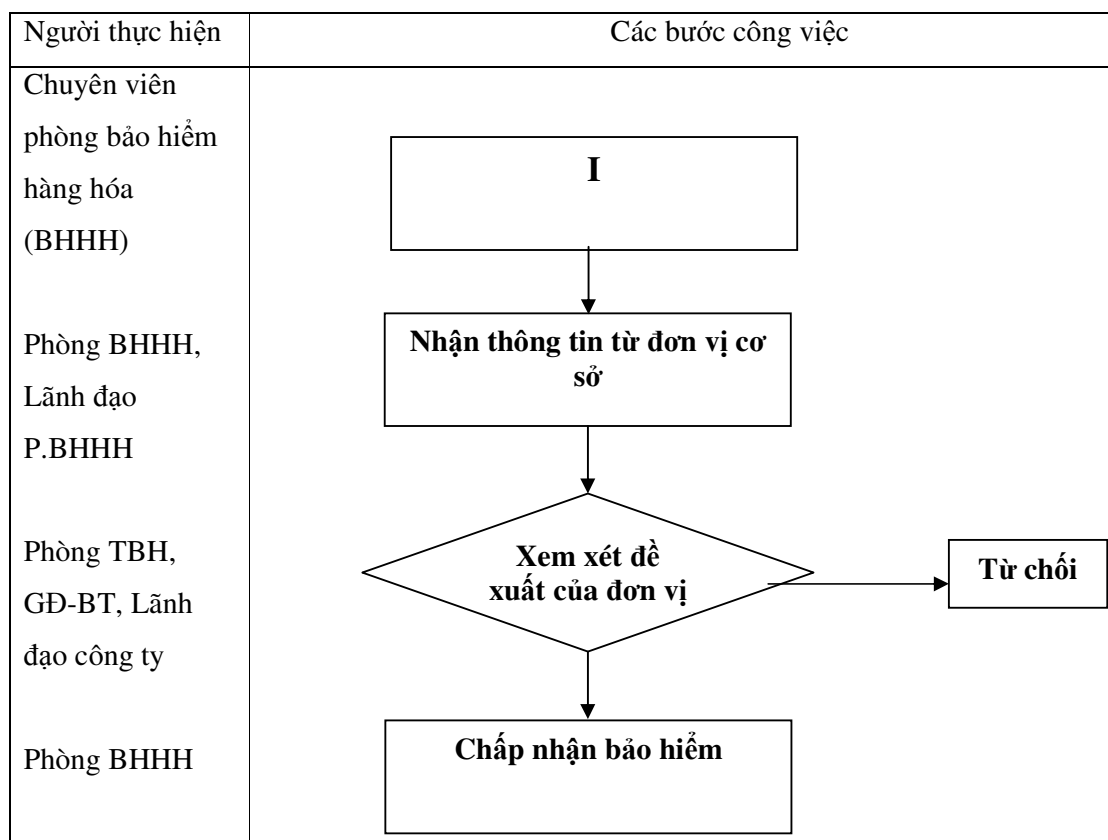 Người thực hiện
Các bước công việc
Chuyên viên
phòng bảo hiểm
hàng hóa
(BHHH)
I
Phòng BHHH,
Lãnh đạo
P.BHHH
Nhận thông tin từ đơn vị cơ
sở
Phòng TBH,
GĐ-BT, Lãnh
đạo công ty
Xem xét đề
xuất của đơn vị
Từ chối
Phòng BHHH
Chấp nhận bảo hiểm